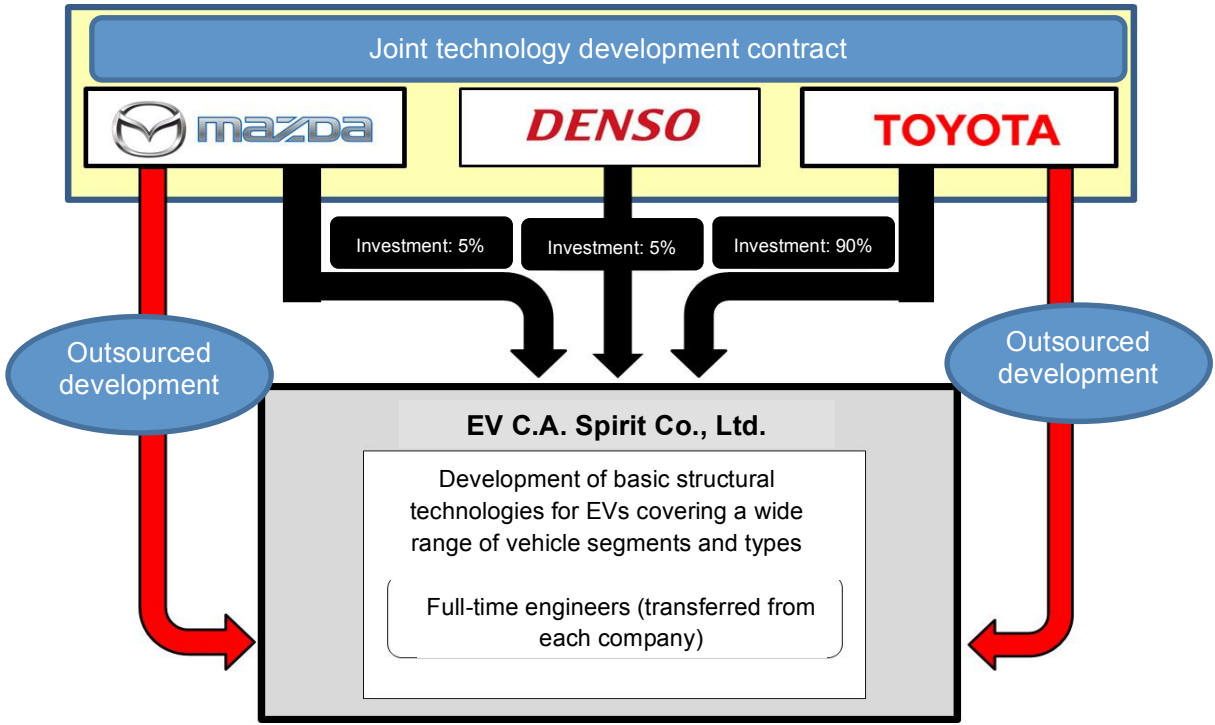 Joint technology development contract
mazda
DENSO
TOYOTA
Investment: 5%
Investment: 5%
Investment: 90%
Outsourced
development
Outsourced
development
EV C.A. Spirit Co., Ltd.
Development of basic structural
technologies for EVs covering a wide
range of vehicle segments and types
Full-time engineers (transferred from
each company)